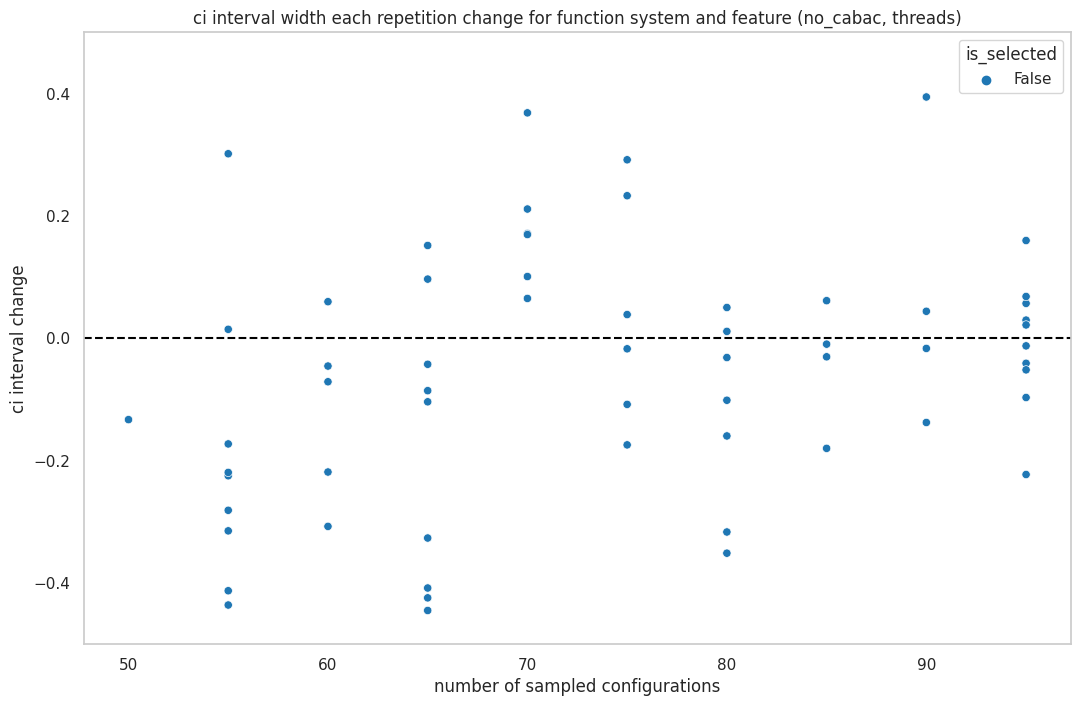 ci interval width each repetition change for function system and feature (no_cabac, threads)
is_selected
False
ci interval change
0.4
0.2
0.0
−0.2
−0.4
50 60 70 80 90
number of sampled configurations